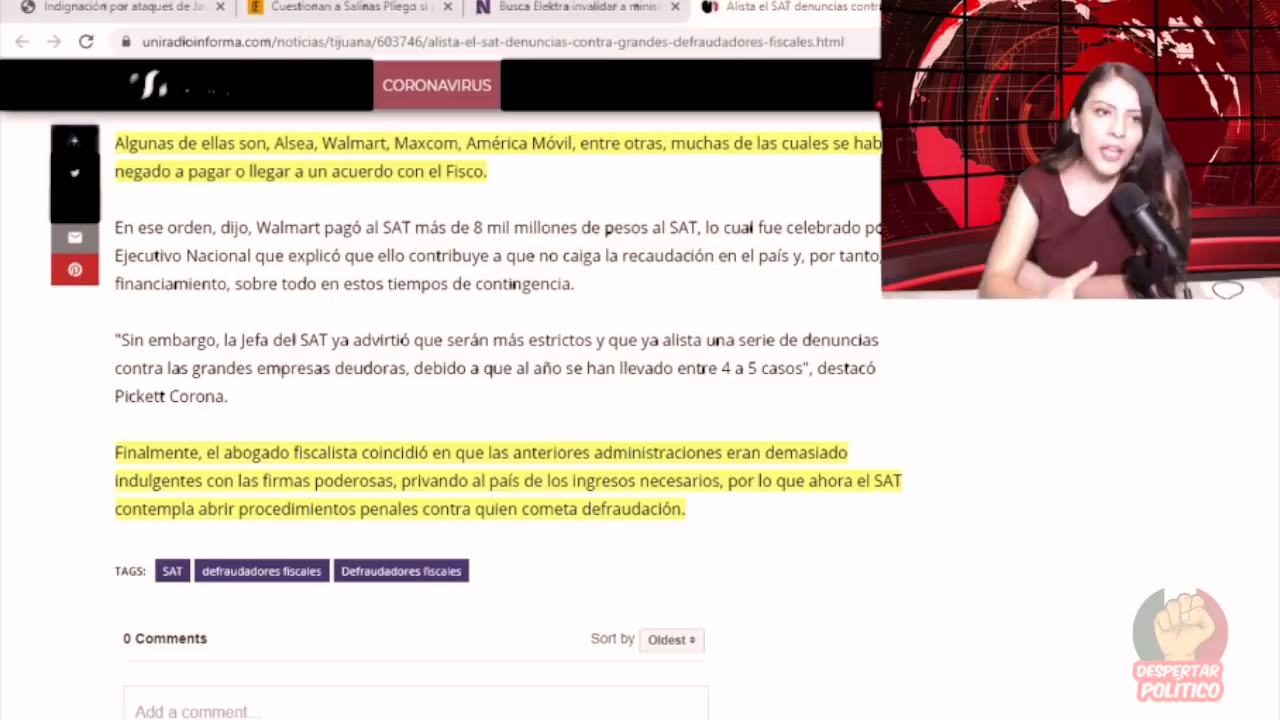 Indignación por ataques de Ja
Cuestionan a Salinas Pliego si
Busca Elektra invalidar a minis
Alista el SAT denuncias contra
uniradioinforma.com/noticias/tijuana/603746/alista-el-sat-denuncias-contra-grandes-defraudadores-fiscales.html
CORONAVIRUS
Algunas de ellas son, Alsea, Walmart, Maxcom, América Móvil, entre otras, muchas de las cuales se hab
negado a pagar o llegar a un acuerdo con el Fisco.
En ese orden, dijo, Walmart pagó al SAT más de 8 mil millones de pesos al SAT, lo cual fue celebrado po
Ejecutivo Nacional que explicó que ello contribuye a que no caiga la recaudación en el país y, por tanto,
financiamiento, sobre todo en estos tiempos de contingencia.
"Sin embargo, la Jefa del SAT ya advirtió que serán más estrictos y que ya alista una serie de denuncias
contra las grandes empresas deudoras, debido a que al año se han llevado entre 4 a 5 casos", destacó
Pickett Corona.
Finalmente, el abogado fiscalista coincidió en que las anteriores administraciones eran demasiado
indulgentes con las firmas poderosas, privando al país de los ingresos necesarios, por lo que ahora el SAT
contempla abrir procedimientos penales contra quien cometa defraudación.
TAGS: SAT defraudadores fiscales Defraudadores fiscales
0 Comments
Sort by Oldest
Add a comment...
DESPERTAR
POLÍTICO